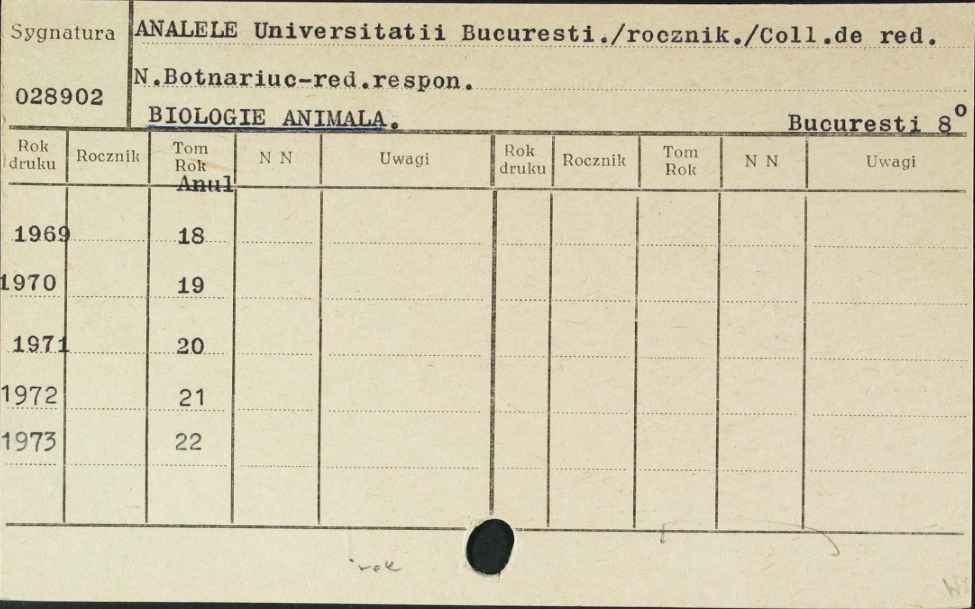 Sygnatura
028902
ANALELE Universitatii Bucuresti./rocznik./Coll.de red.
N.Botnariuc-red.respon.
BIOLOGIE ANIMALA. Bucuresti 8°
Rok druku Rocznik Tom Rok N N Uwagi Rok druku Rocznik Tom Rok N N Uwagi
Anul
1969 18
1970 19
1971 20
1972 21
1973 22